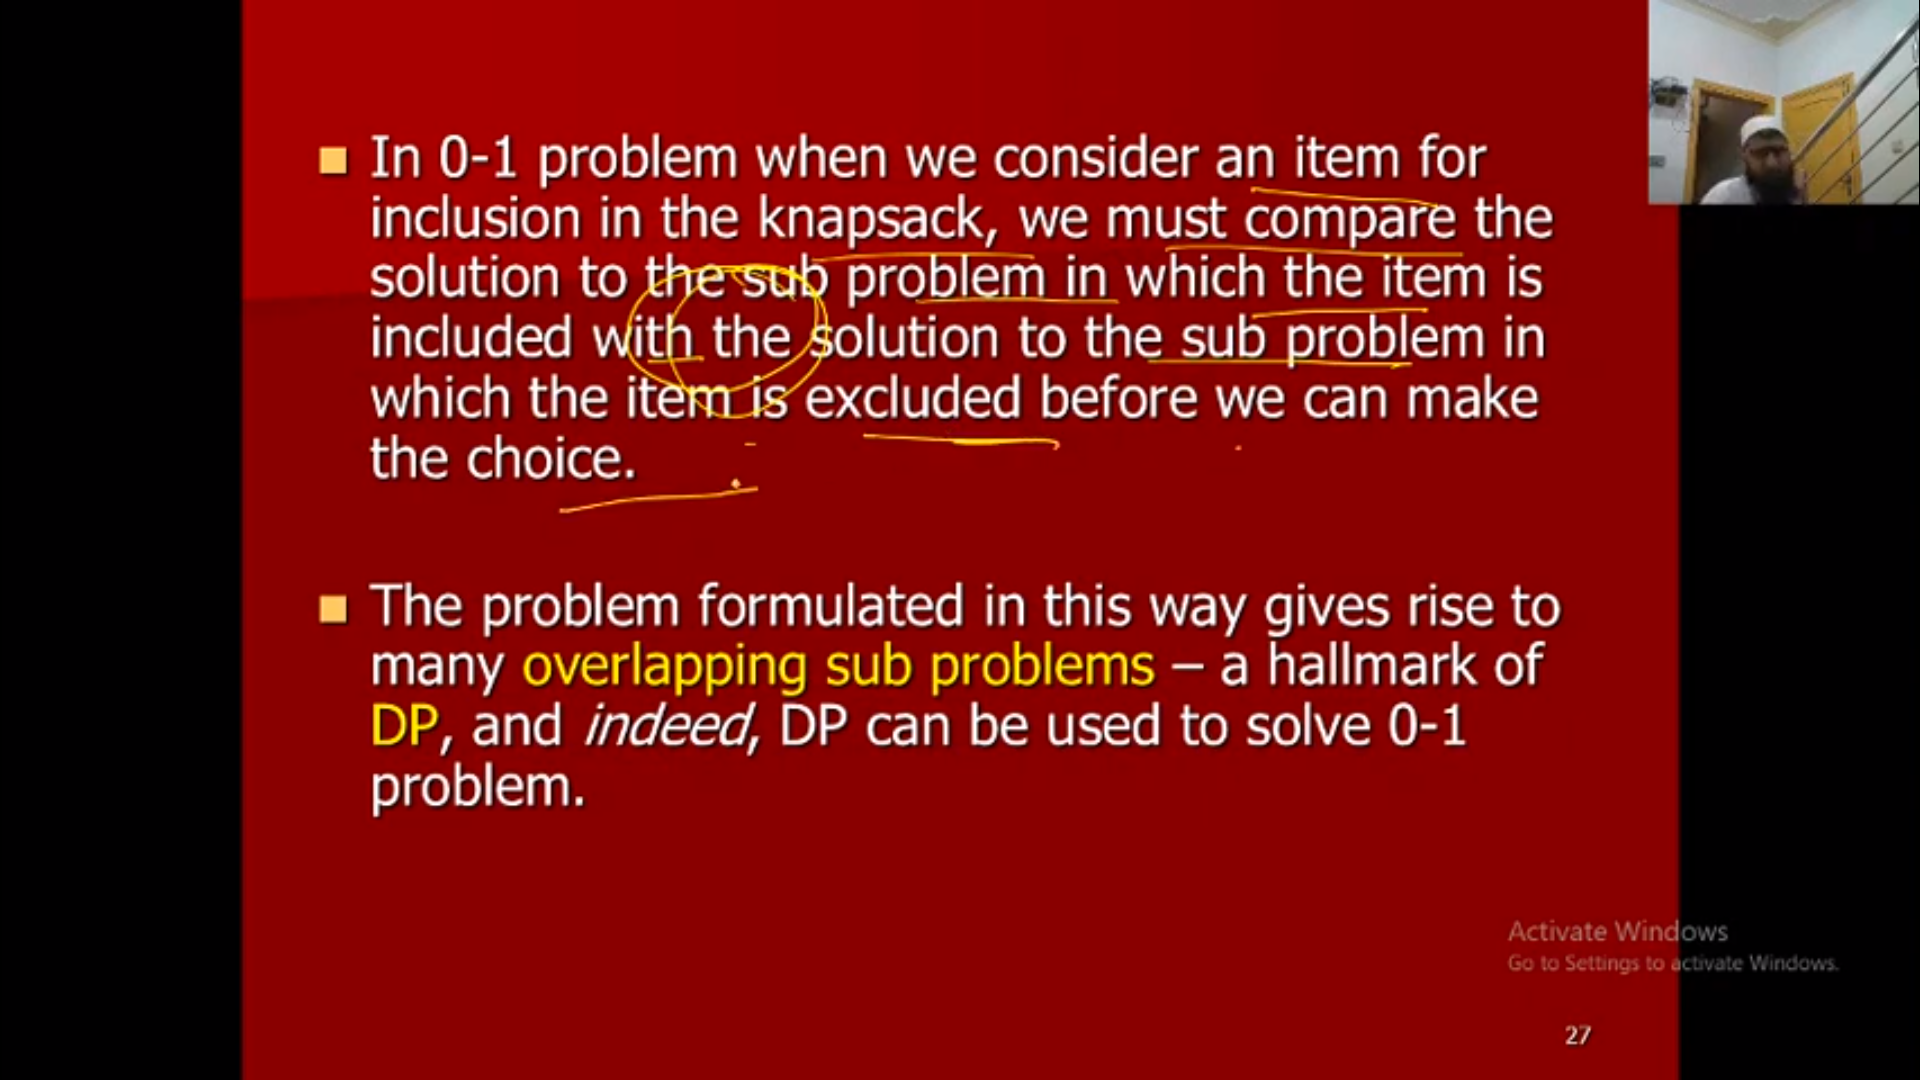 In 0-1 problem when we consider an item for
inclusion in the knapsack, we must compare the
solution to the sub problem in which the item is
included with the solution to the sub problem in
which the item is excluded before we can make
the choice.
The problem formulated in this way gives rise to
many overlapping sub problems – a hallmark of
DP, and indeed, DP can be used to solve 0-1
problem.
Activate Windows
Go to Settings to activate Windows.
27